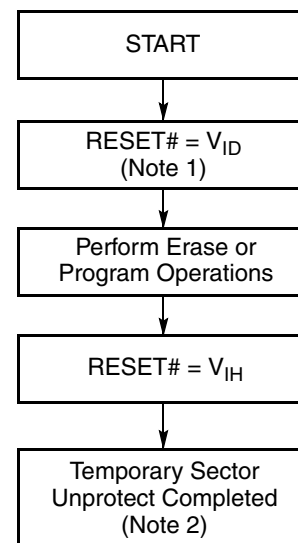 START
RESET# = VID
(Note 1)
Perform Erase or
Program Operations
RESET# = VIH
Temporary Sector
Unprotect Completed
(Note 2)